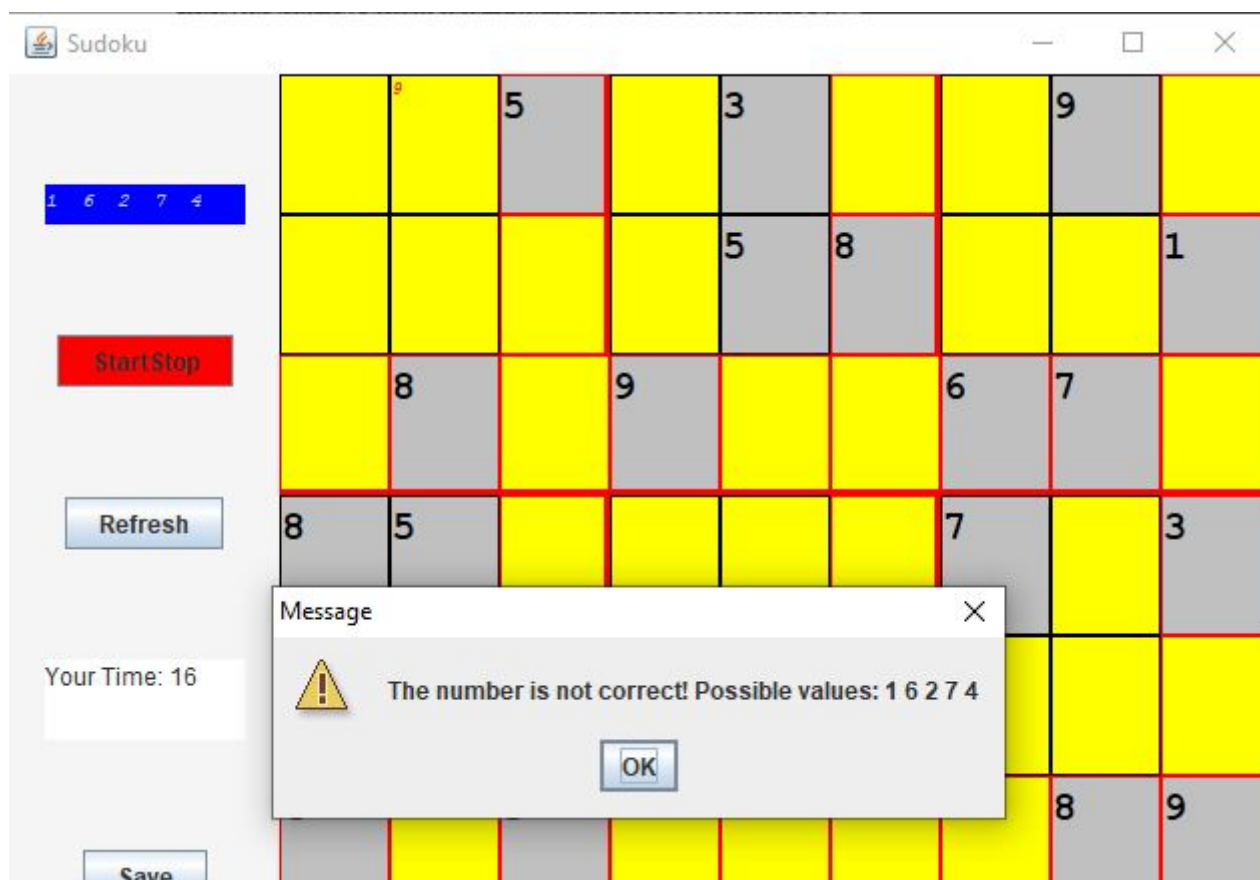 Sudoku
9 5 3 9
1 6 2 7 4
5 8 1
StartStop
8 9 6 7
Refresh
8 5 7 3
Message
Your Time: 16
The number is not correct! Possible values: 1 6 2 7 4
OK
8 9
Save